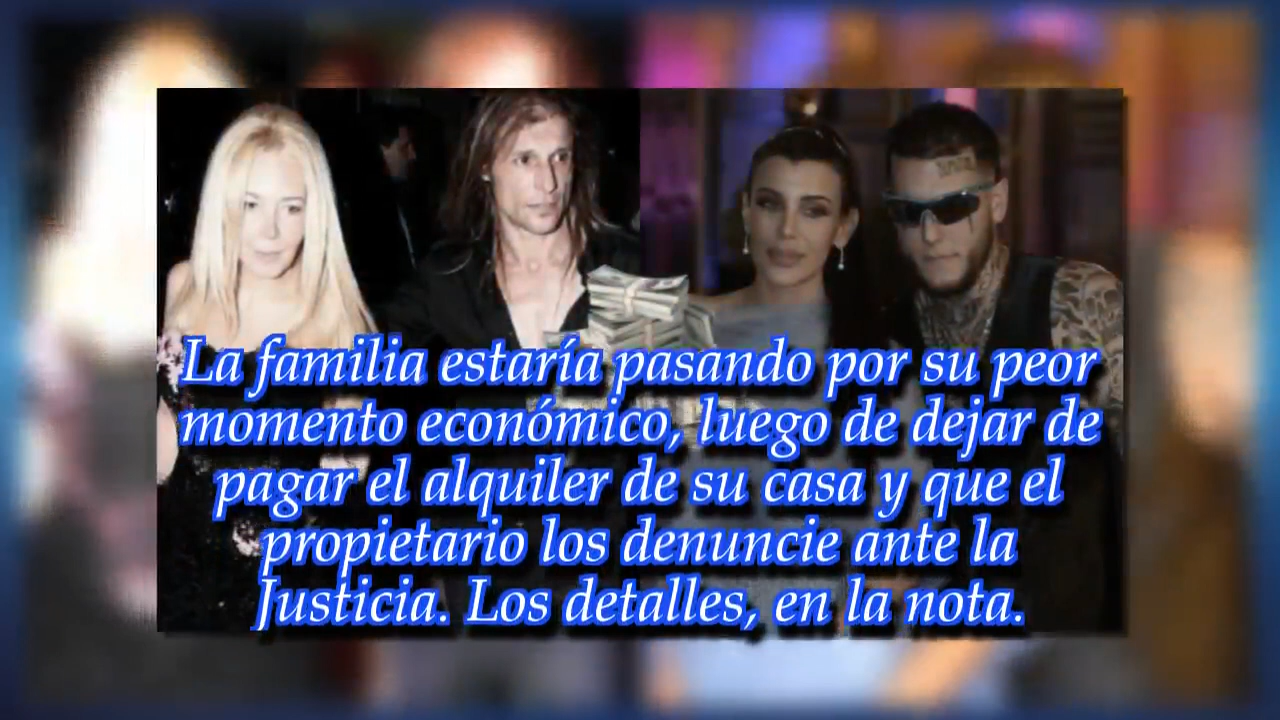 La familia estaría pasando por su peor
momento económico, luego de dejar de
pagar el alquiler de su casa y que el
propietario los denuncie ante la
Justicia. Los detalles, en la nota.